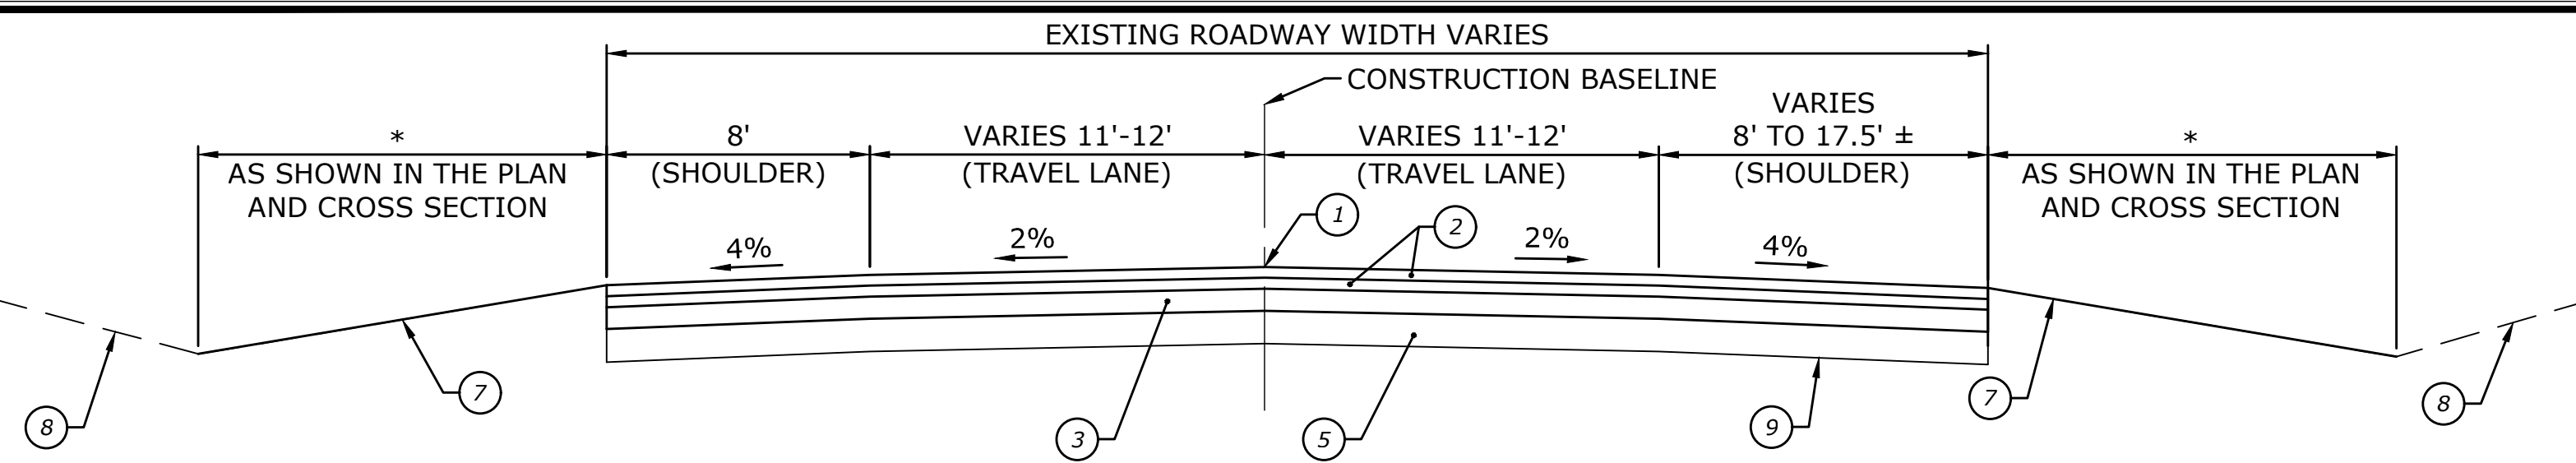 EXISTING ROADWAY WIDTH VARIES
CONSTRUCTION BASELINE
*
AS SHOWN IN THE PLAN
AND CROSS SECTION
8'
(SHOULDER)
VARIES 11'-12'
(TRAVEL LANE)
VARIES 11'-12'
(TRAVEL LANE)
VARIES
8' TO 17.5' ±
(SHOULDER)
*
AS SHOWN IN THE PLAN
AND CROSS SECTION
4%
2%
1
2
2%
4%
8
7
3
5
9
7
8